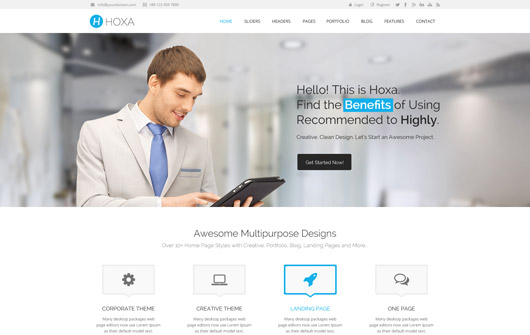 info@yourdomain.com +88 123 456 7890 Login Register
HOXA HOME SLIDERS HEADERS PAGES PORTFOLIO BLOG FEATURES CONTACT
Hello! This is Hoxa.
Find the Benefits of Using
Recommended to Highly.
Creative. Clean Design. Let's Start an Awesome Project.
Get Started Now!
Awesome Multipurpose Designs
Over 10+ Home Page Styles with Creative, Portfolio, Blog, Landing Pages and More.
CORPORATE THEME CREATIVE THEME LANDING PAGE ONE PAGE
Many desktop packages web Many desktop packages web Many desktop packages web Many desktop packages web
page editors now use Lorem Ipsum page editors now use Lorem Ipsum page editors now use Lorem Ipsum page editors now use Lorem Ipsum
as their default model text. as their default model text. as their default model text. as their default model text.